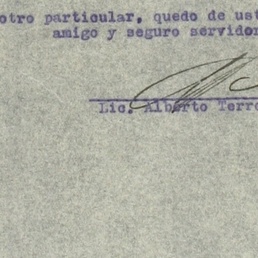 otro particular, quedo de ust
amigo y seguro servidor
Lic. Alberto Terr